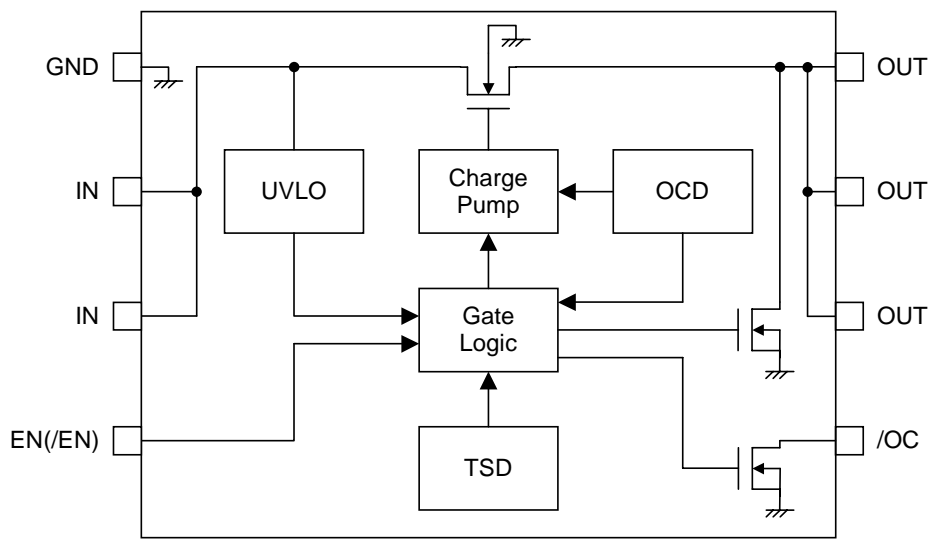 GND
OUT
IN
UVLO
Charge
Pump
OCD
OUT
IN
Gate
Logic
OUT
EN(/EN)
TSD
/OC